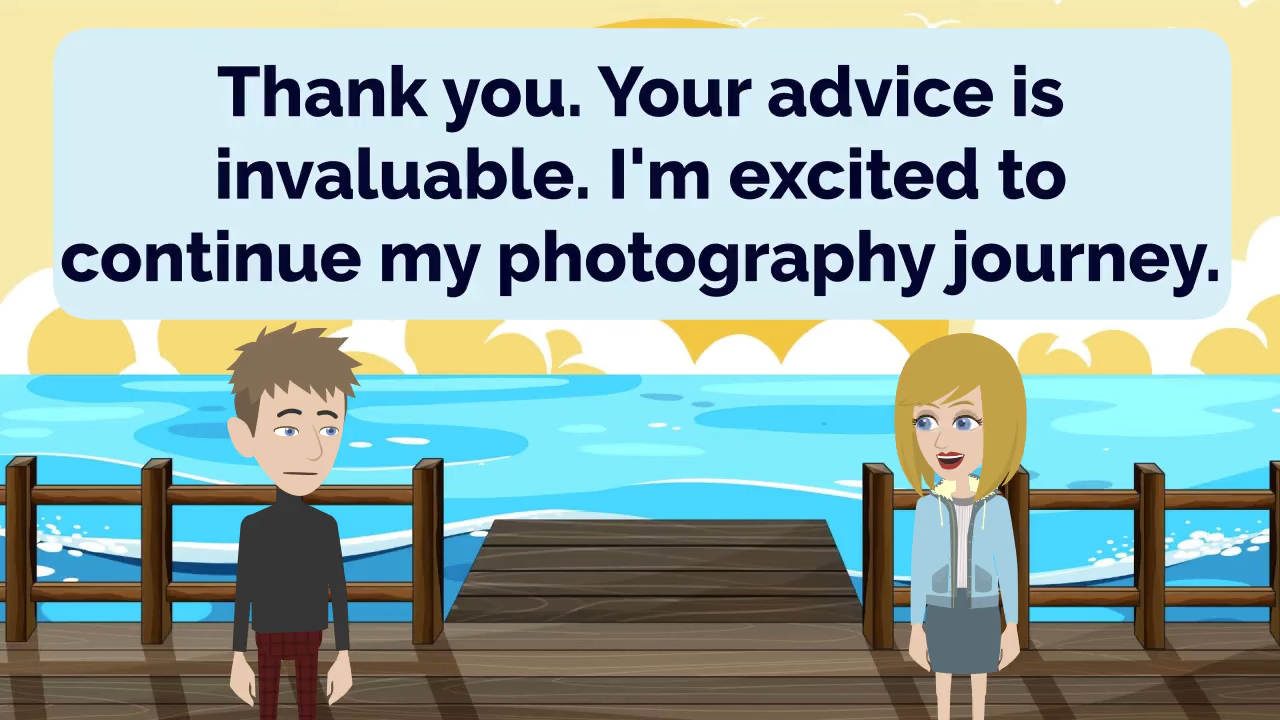 Thank you. Your advice is
invaluable. I'm excited to
continue my photography journey.